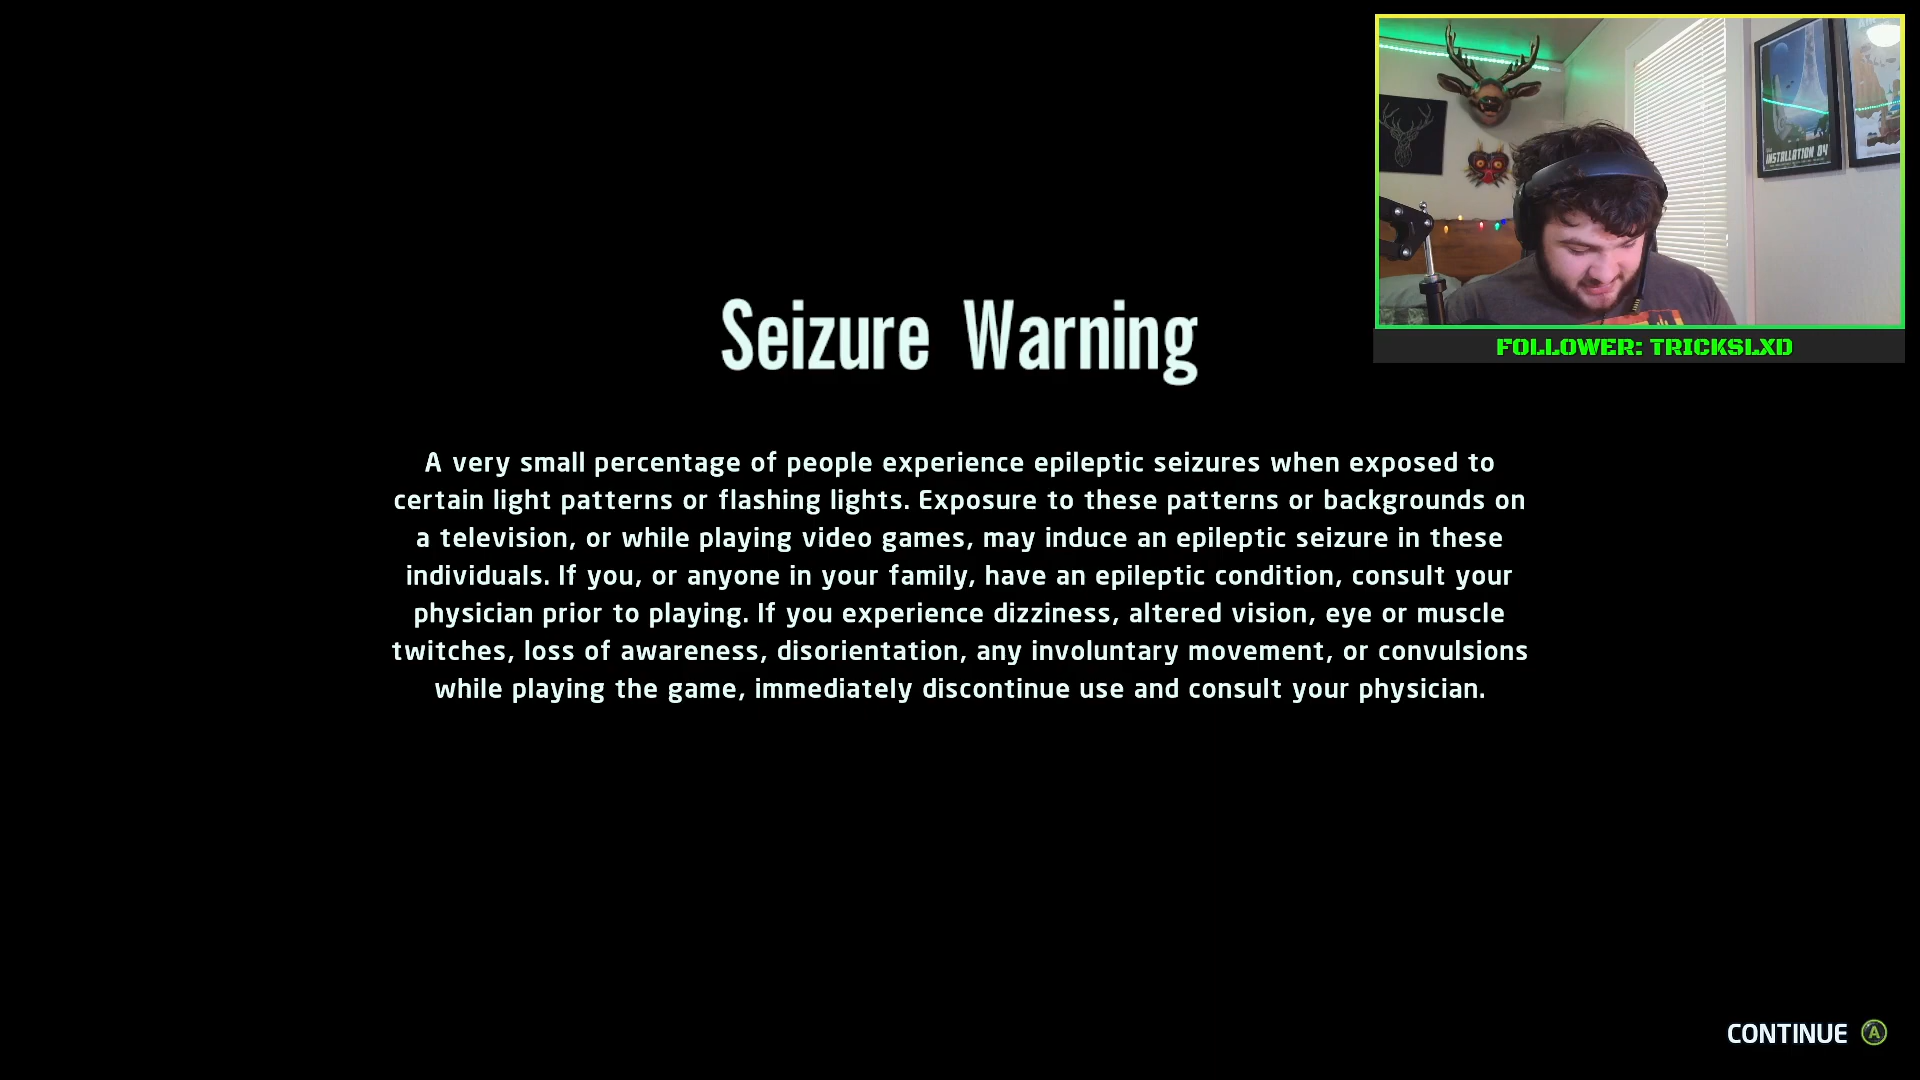 INSTALLATION 04
FOLLOWER: TRICKSLXD
Seizure Warning
A very small percentage of people experience epileptic seizures when exposed to
certain light patterns or flashing lights. Exposure to these patterns or backgrounds on
a television, or while playing video games, may induce an epileptic seizure in these
individuals. If you, or anyone in your family, have an epileptic condition, consult your
physician prior to playing. If you experience dizziness, altered vision, eye or muscle
twitches, loss of awareness, disorientation, any involuntary movement, or convulsions
while playing the game, immediately discontinue use and consult your physician.
CONTINUE A